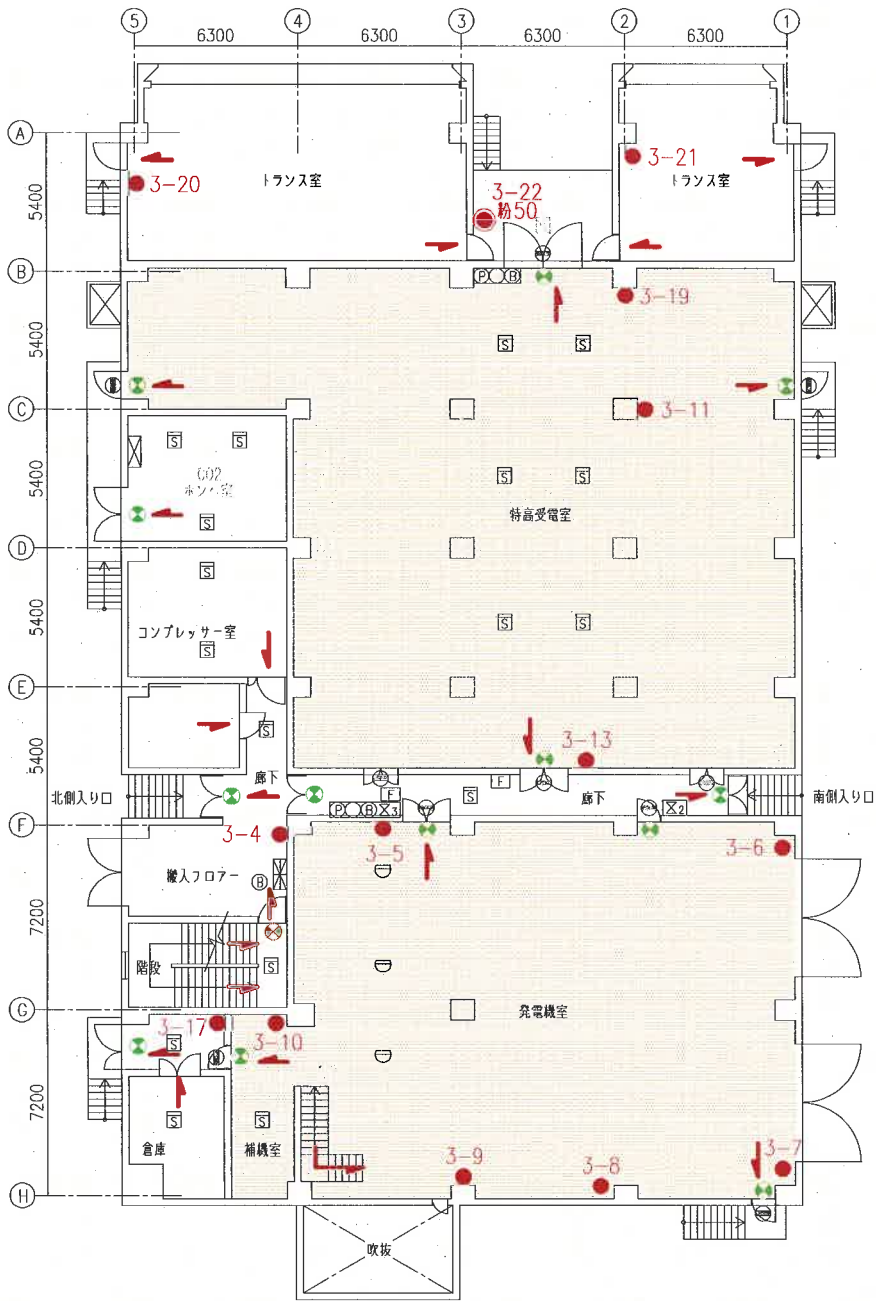 5 4 3 2 1
6300 6300 6300 6300
A
トランス室
3-21
トランス室
3-20
3-22
粉50
5400
B
P B
3-19
S S
5400
C
3-11
S S
CO2
ボンベ室
S S
S
特高受電室
5400
D
S
コンプレッサー室
S S
S
5400
E
S
3-13
5400
廊下
北側入り口
F
F
S
廊下
南側入り口
P B 3
2
F
3-4
3-5
3-6
搬入フロアー
B
7200
階段
S
G
発電機室
3-17
3-10
S
7200
S
S
倉庫
補機室
3-9
3-8
3-7
H
吹抜